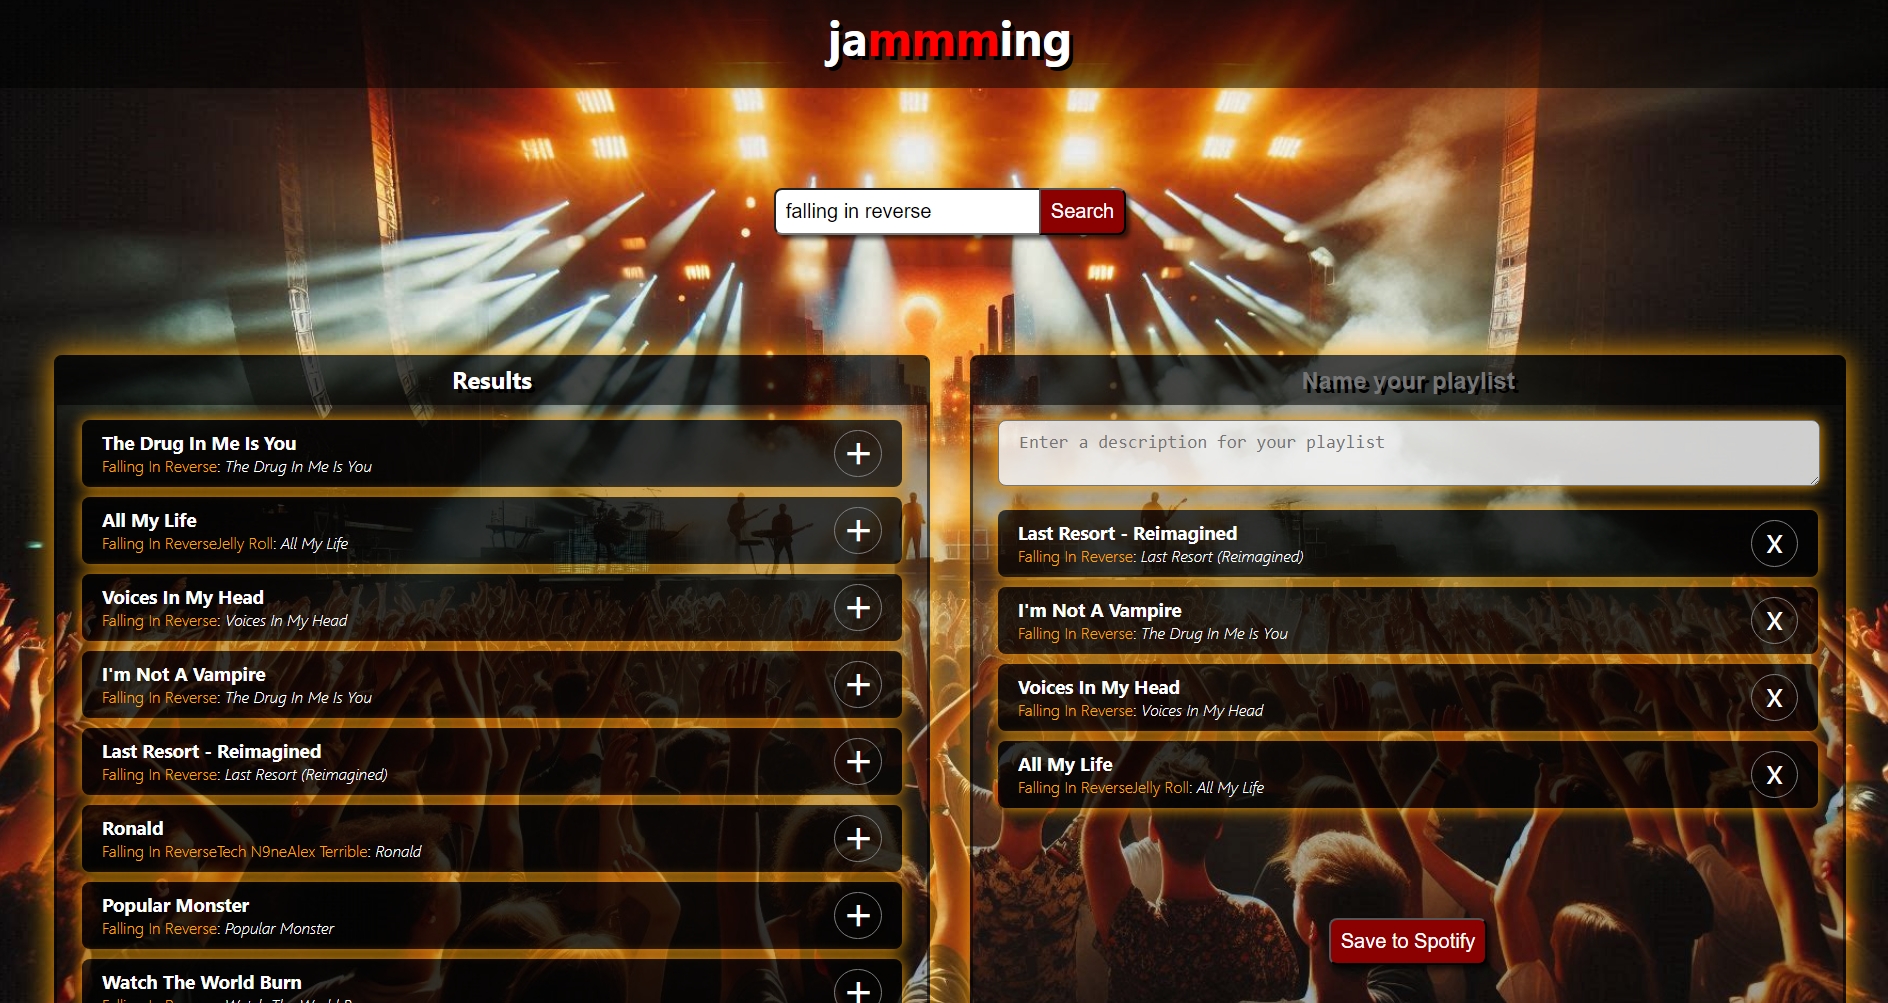 jammming
falling in reverse
Search
Results
The Drug In Me Is You
Falling In Reverse: The Drug In Me Is You
+
All My Life
Falling In ReverseJelly Roll: All My Life
+
Voices In My Head
Falling In Reverse: Voices In My Head
+
I'm Not A Vampire
Falling In Reverse: The Drug In Me Is You
+
Last Resort - Reimagined
Falling In Reverse: Last Resort (Reimagined)
+
Ronald
Falling In ReverseTech N9neAlex Terrible: Ronald
+
Popular Monster
Falling In Reverse: Popular Monster
+
Watch The World Burn
Falling In Reverse: Watch The World B
+
Name your playlist
Enter a description for your playlist
Last Resort - Reimagined
Falling In Reverse: Last Resort (Reimagined)
X
I'm Not A Vampire
Falling In Reverse: The Drug In Me Is You
X
Voices In My Head
Falling In Reverse: Voices In My Head
X
All My Life
Falling In ReverseJelly Roll: All My Life
X
Save to Spotify